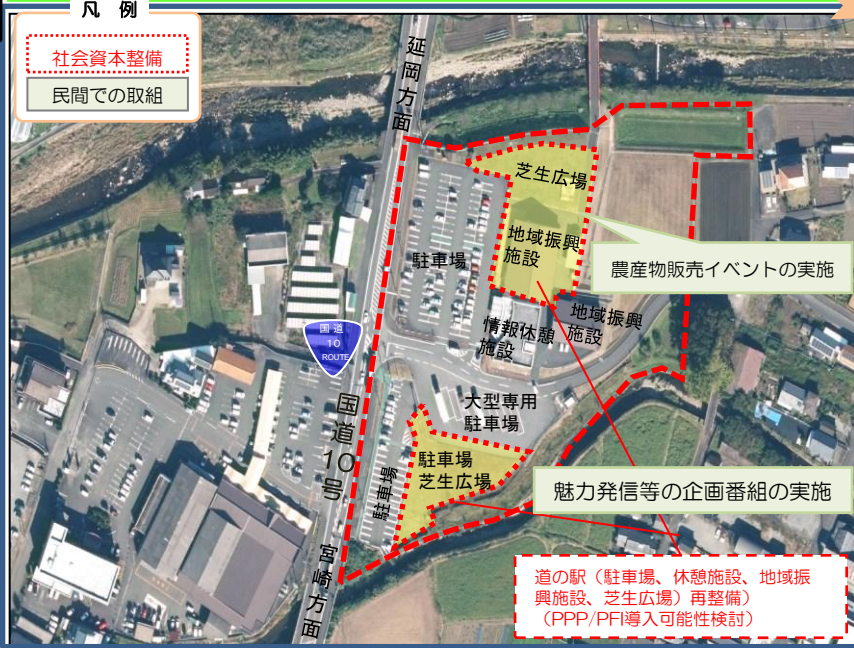 凡 例
社会資本整備
民間での取組
延岡方面
芝生広場
地域振興
施設
駐車場
農産物販売イベントの実施
地域振興
施設
情報休憩
施設
国道
10
ROUTE
国道10号
大型専用
駐車場
駐車場
芝生広場
駐車場
魅力発信等の企画番組の実施
宮崎方面
道の駅（駐車場、休憩施設、地域振
興施設、芝生広場）再整備）
（PPP/PFI導入可能性検討）